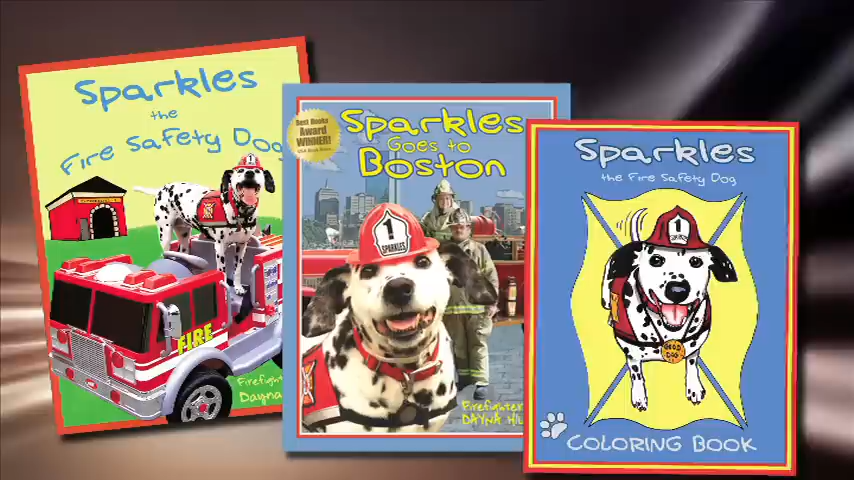 Sparkles
the
Fire Safety Dog
FIRE
Firefighter
Dayna
Best Books
Award
WINNER!
Sparkles
Goes to
Boston
1
SPARKLES
Firefighter
DAYNA
Sparkles
the Fire Safety Dog
1
GOOD
DOG
COLORING BOOK